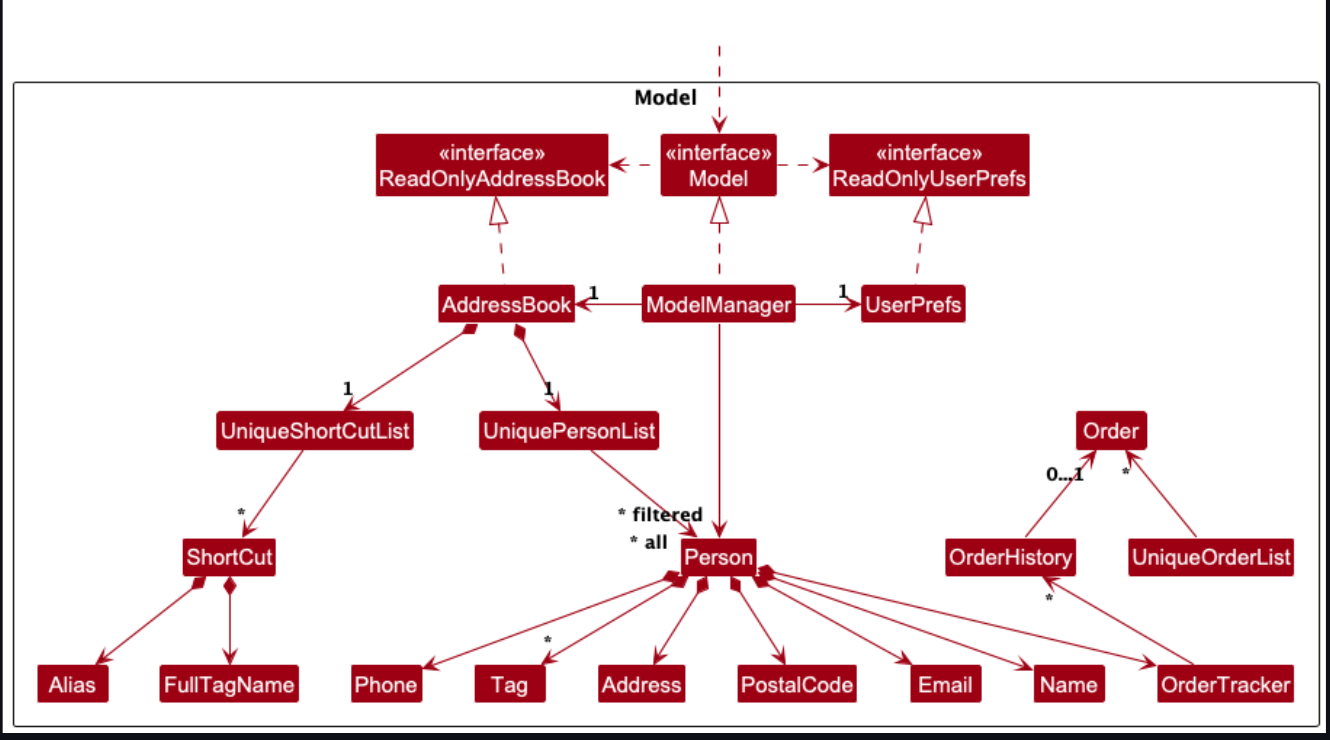 Model
«interface»
ReadOnlyAddressBook
«interface»
Model
«interface»
ReadOnlyUserPrefs
AddressBook
1
ModelManager
1
UserPrefs
1
1
UniqueShortCutList
UniquePersonList
Order
0...1
*
*
* filtered
* all
ShortCut
Person
OrderHistory
UniqueOrderList
*
*
Alias
FullTagName
Phone
Tag
Address
PostalCode
Email
Name
OrderTracker